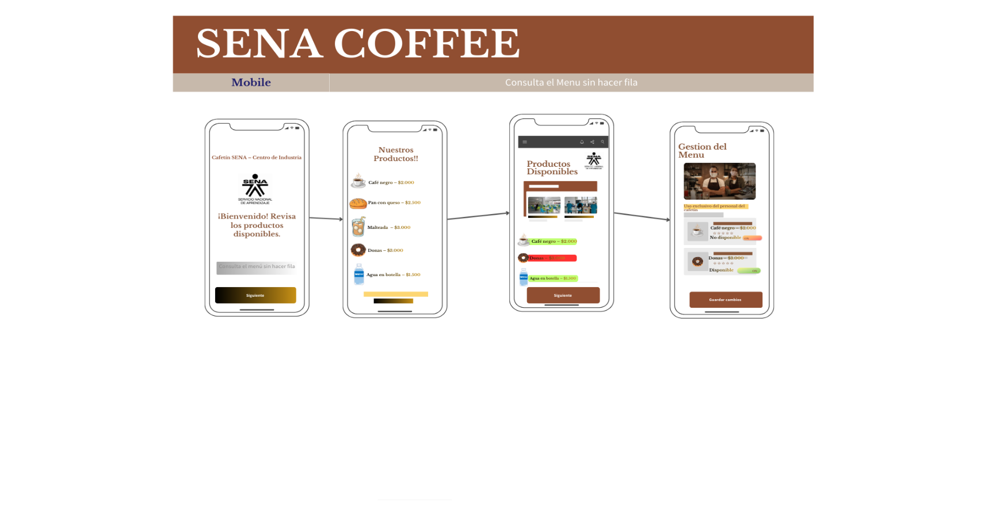 SENA COFFEE
Mobile
Consulta el Menu sin hacer fila
Cafetín SENA – Centro de Industria
SENA
SERVICIO NACIONAL
DE APRENDIZAJE
¡Bienvenido! Revisa
los productos
disponibles.
Consulta el menú sin hacer fila
Siguiente
Nuestros
Productos!!
Café negro – $2.000
Pan con queso – $2.500
Malteada – $3.000
Donas – $3.000
Agua en botella – $1.500
SENA
Productos
Disponibles
Café negro – $2.000
Donas –
Agua en botella – $1.500
Siguiente
Gestion del
Menu
Uso exclusivo del personal del
cafetín
Café negro – $2.000
No disponible
Donas – $3.000
Disponible
Guardar cambios